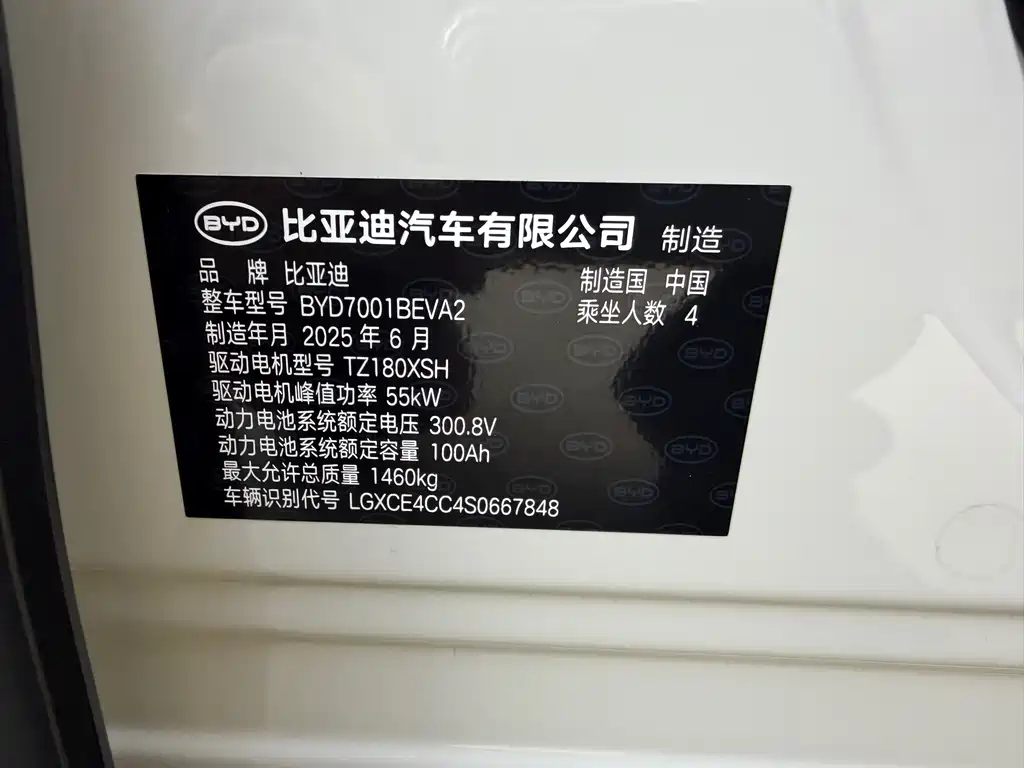 BYD 比亚迪汽车有限公司 制造
品 牌 比亚迪 制造国 中国
整车型号 BYD7001BEVA2 乘坐人数 4
制造年月 2025 年 6 月
驱动电机型号 TZ180XSH
驱动电机峰值功率 55kW
动力电池系统额定电压 300.8V
动力电池系统额定容量 100Ah
最大允许总质量 1460kg
车辆识别代号 LGXCE4CC4S0667848